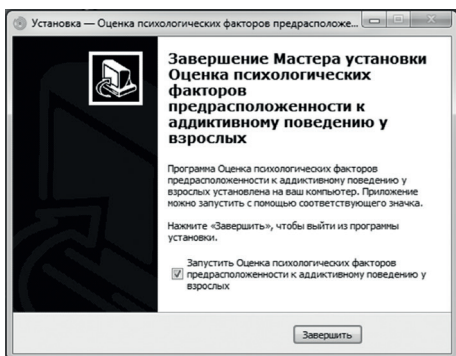 Установка — Оценка психологических факторов предрасположе...
Завершение Мастера установки
Оценка психологических
факторов
предрасположенности к
аддиктивному поведению у
взрослых
Программа Оценка психологических факторов
предрасположенности к аддиктивному поведению у
взрослых установлена на ваш компьютер. Приложение
можно запустить с помощью соответствующего значка.
Нажмите «Завершить», чтобы выйти из программы
установки.
Запустить Оценка психологических факторов
предрасположенности к аддиктивному поведению у
взрослых
Завершить